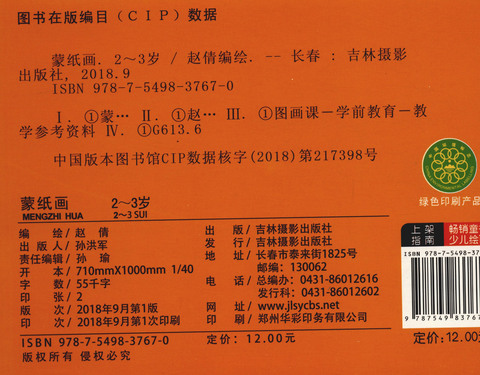 图书在版编目（CIP）数据
蒙纸画. 2～3岁 / 赵倩编绘. -- 长春 : 吉林摄影
出版社, 2018.9
ISBN 978-7-5498-3767-0
Ⅰ. ①蒙… Ⅱ. ①赵… Ⅲ. ①图画课－学前教育－教
学参考资料 Ⅳ. ①G613.6
中国版本图书馆CIP数据核字(2018)第217398号
绿色印刷产品
蒙纸画 2～3岁
MENGZHI HUA 2～3 SUI
编 绘/赵 倩
出 版 人/孙洪军
责任编辑/孙 瑜
开 本/710mmX1000mm 1/40
字 数/55千字
印 张/2
版 次/2018年9月第1版
印 次/2018年9月第1次印刷
出 版/吉林摄影出版社
发 行/吉林摄影出版社
地 址/长春市泰来街1825号
邮编：130062
电 话/总编办：0431-86012616
发行科：0431-86012602
网 址/www.jlsycbs.net
印 刷/郑州华彩印务有限公司
ISBN 978-7-5498-3767-0 定价：12.00元
版权所有 侵权必究
上架指南
畅销童
少儿绘
ISBN 978-7-5498-37
9 787549 83767
定价：12.00元